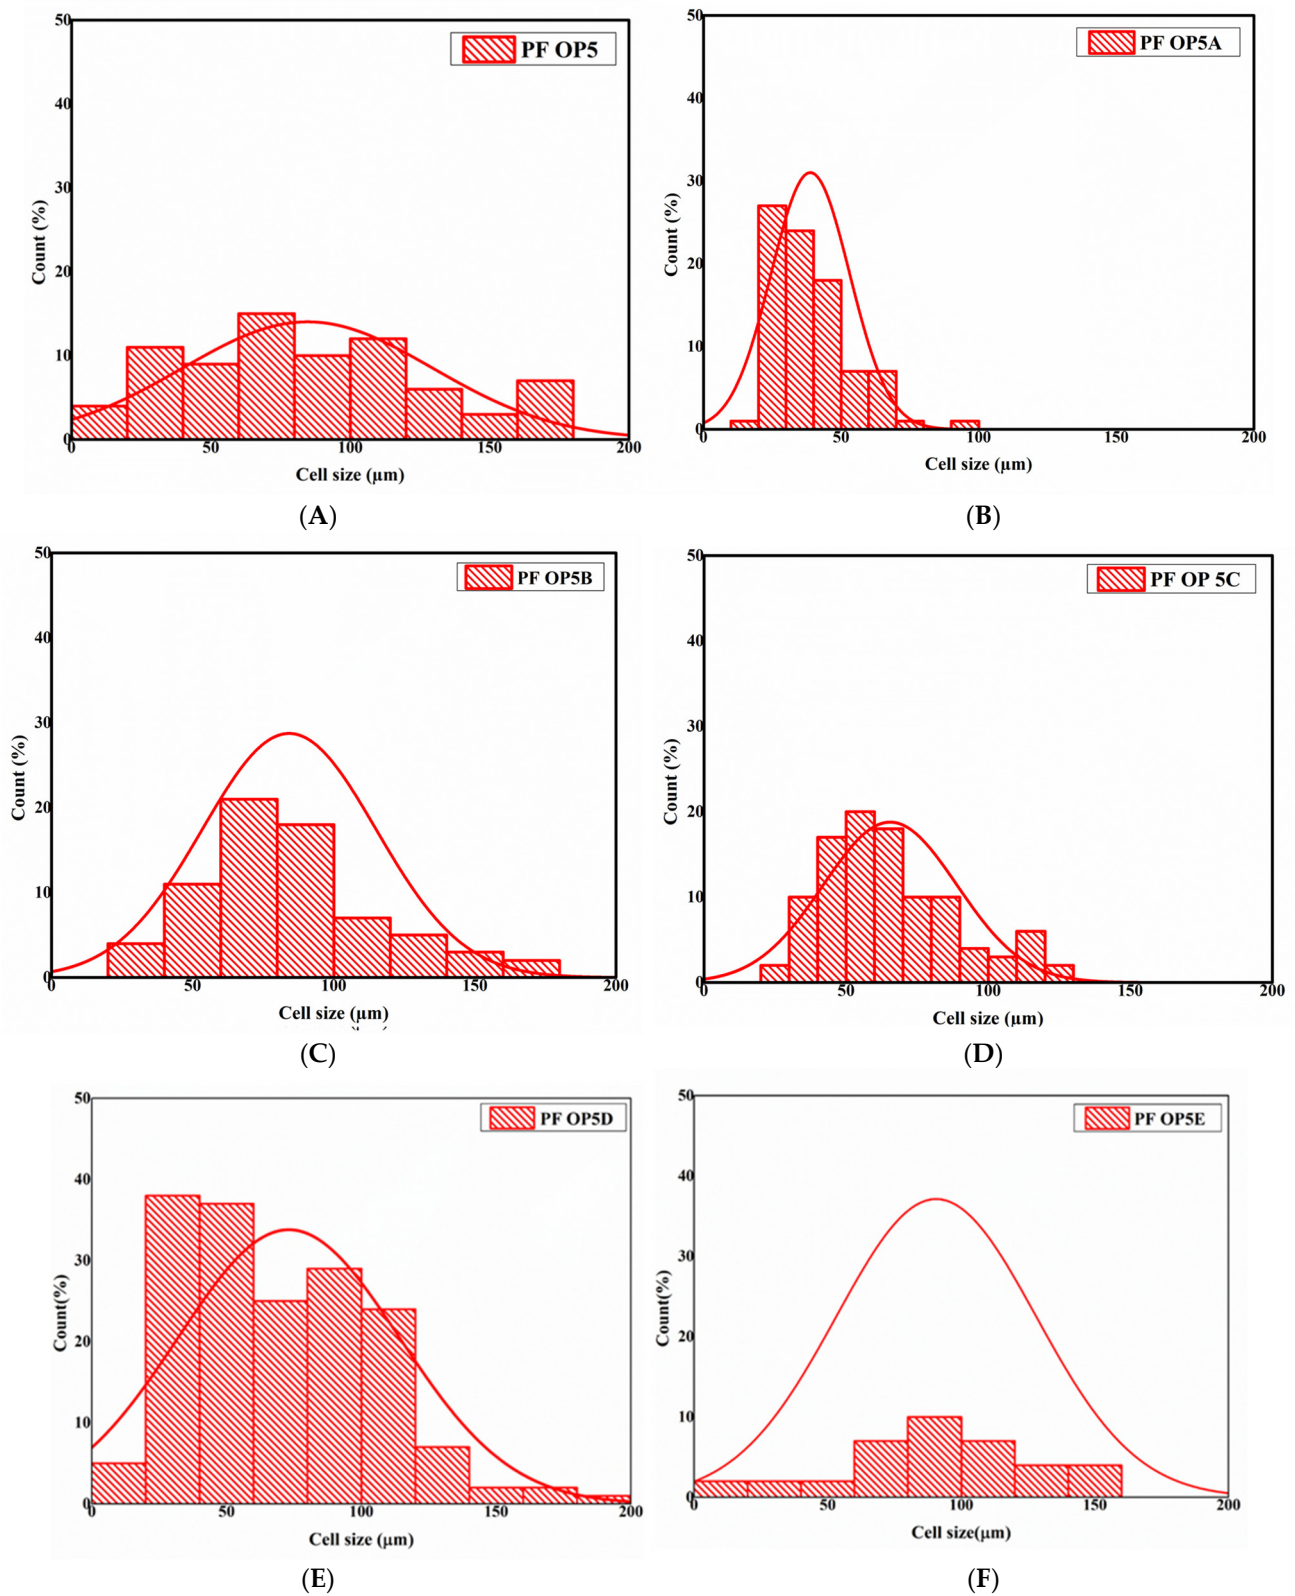 50
PF OP5
40
30
20
10
0
Count (%)
0 50 100 150 200
Cell size (µm)
(A)
50
PF OP5A
40
30
20
10
0
Count (%)
0 50 100 150 200
Cell size (µm)
(B)
50
PF OP5B
40
30
20
10
0
Count (%)
0 50 100 150 200
Cell size (µm)
(C)
50
PF OP 5C
40
30
20
10
0
Count (%)
0 50 100 150 200
Cell size (µm)
(D)
50
PF OP5D
40
30
20
10
0
Count(%)
0 50 100 150 200
Cell size (µm)
(E)
50
PF OP5E
40
30
20
10
0
Count(%)
0 50 100 150 200
Cell size(µm)
(F)